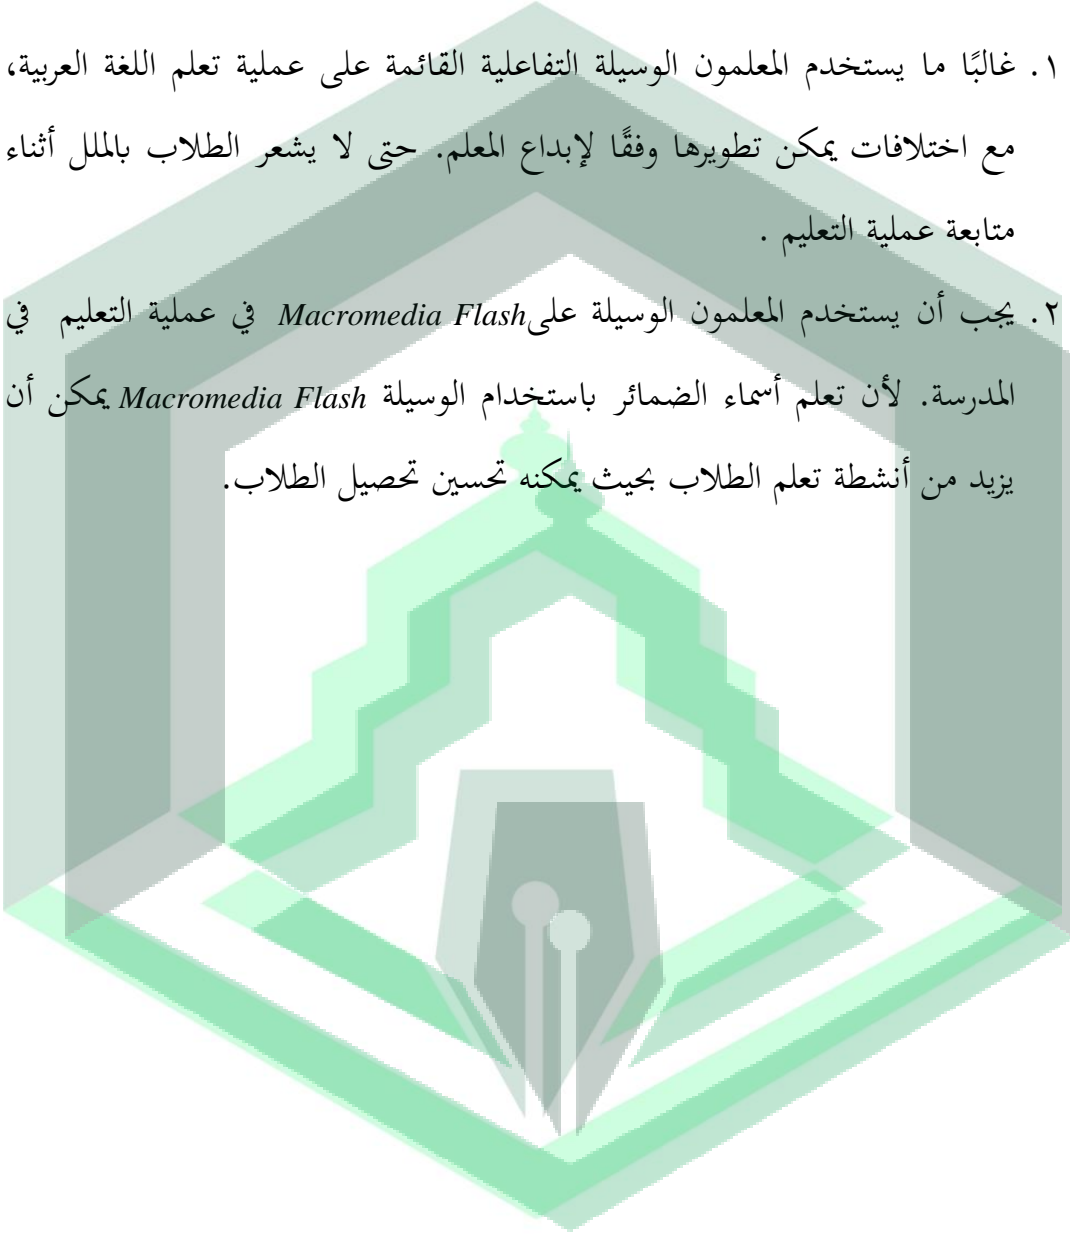 ١. غالبًا ما يستخدم المعلمون الوسيلة التفاعلية القائمة على عملية تعلم اللغة العربية،
مع اختلافات يمكن تطويرها وفقًا لإبداع المعلم. حتى لا يشعر الطلاب بالملل أثناء
متابعة عملية التعليم .
٢. يجب أن يستخدم المعلمون الوسيلة علىMacromedia Flash في عملية التعليم في
المدرسة. لأن تعلم أسماء الضمائر باستخدام الوسيلة Macromedia Flash يمكن أن
يزيد من أنشطة تعلم الطلاب بحيث يمكنه تحسين تحصيل الطلاب.